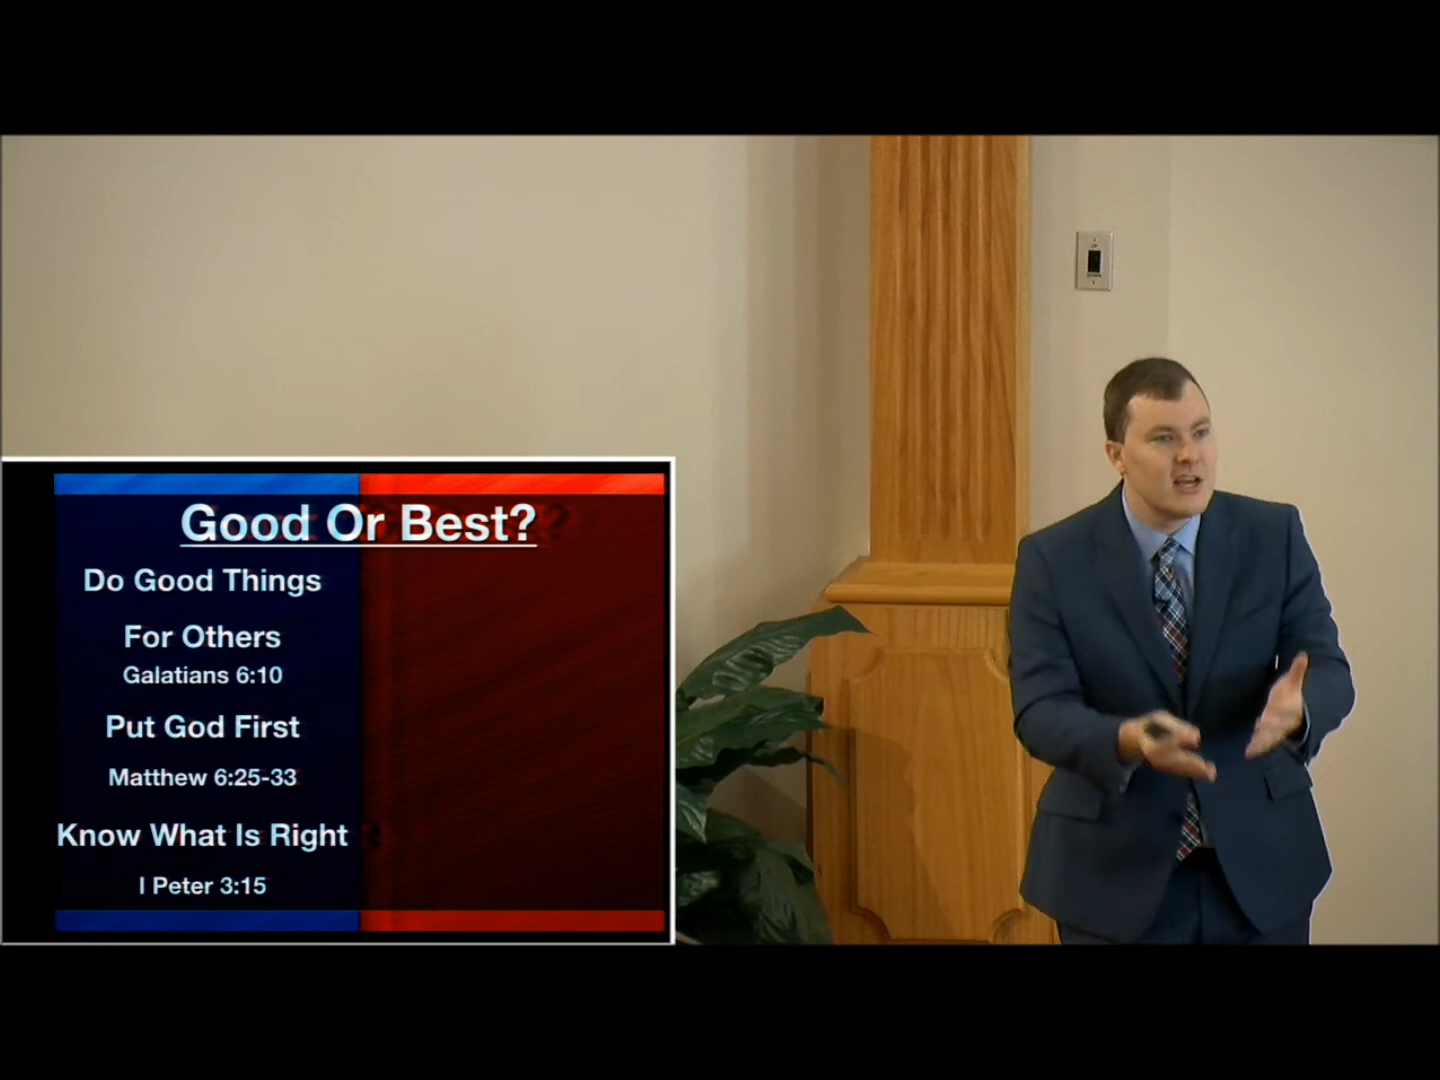 Good Or Best?
Do Good Things
For Others
Galatians 6:10
Put God First
Matthew 6:25-33
Know What Is Right
I Peter 3:15